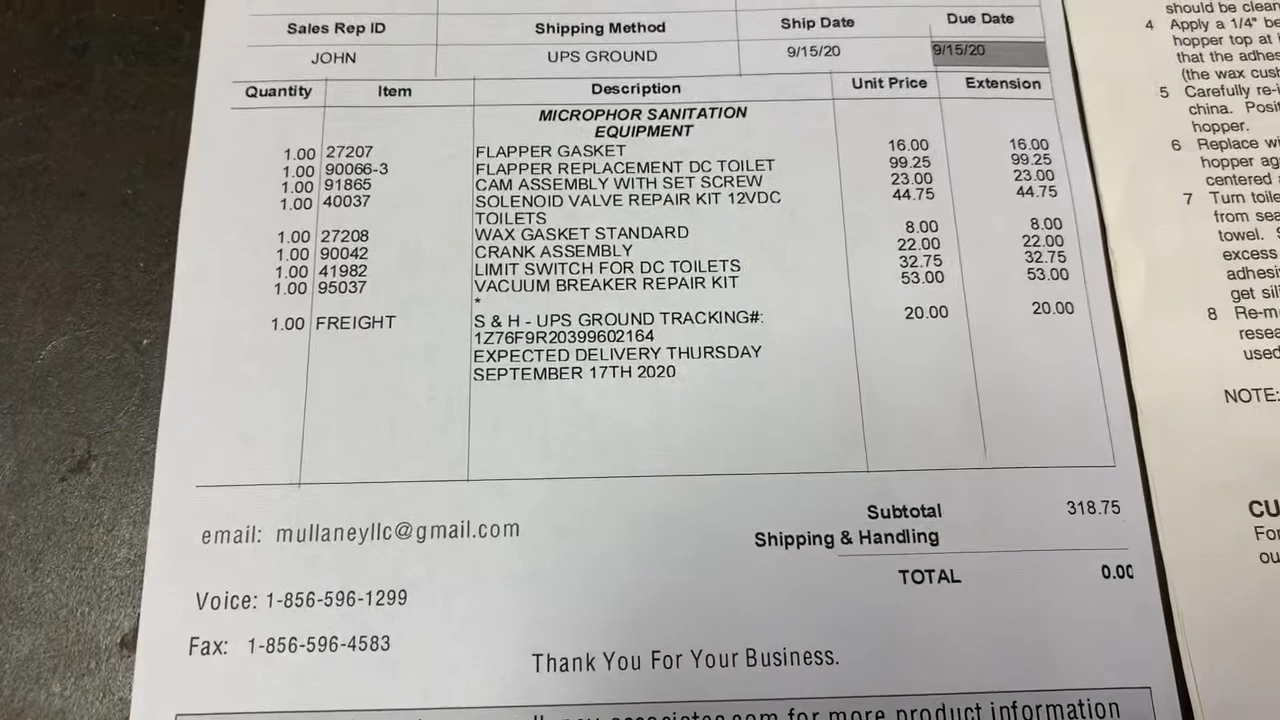 Sales Rep ID Shipping Method Ship Date Due Date
JOHN UPS GROUND 9/15/20 9/15/20
Quantity Item Description Unit Price Extension
MICROPHOR SANITATION
EQUIPMENT
1.00 27207 FLAPPER GASKET 16.00 16.00
1.00 90066-3 FLAPPER REPLACEMENT DC TOILET 99.25 99.25
1.00 91865 CAM ASSEMBLY WITH SET SCREW 23.00 23.00
1.00 40037 SOLENOID VALVE REPAIR KIT 12VDC 44.75 44.75
TOILETS
1.00 27208 WAX GASKET STANDARD 8.00 8.00
1.00 90042 CRANK ASSEMBLY 22.00 22.00
1.00 41982 LIMIT SWITCH FOR DC TOILETS 32.75 32.75
1.00 95037 VACUUM BREAKER REPAIR KIT 53.00 53.00
*
1.00 FREIGHT S & H - UPS GROUND TRACKING#: 20.00 20.00
1Z76F9R20399602164
EXPECTED DELIVERY THURSDAY
SEPTEMBER 17TH 2020
Subtotal 318.75
email: mullaneyllc@gmail.com
Shipping & Handling
TOTAL 0.00
Voice: 1-856-596-1299
Fax: 1-856-596-4583
Thank You For Your Business.
for more product information
should be clean
4 Apply a 1/4" be
hopper top at
that the adhes
(the wax cush
5 Carefully re-i
china. Posit
hopper.
6 Replace wi
hopper ag
centered
7 Turn toile
from sea
towel.
excess
adhesi
get sili
8 Re-m
resea
used
NOTE:
CU
For
ou